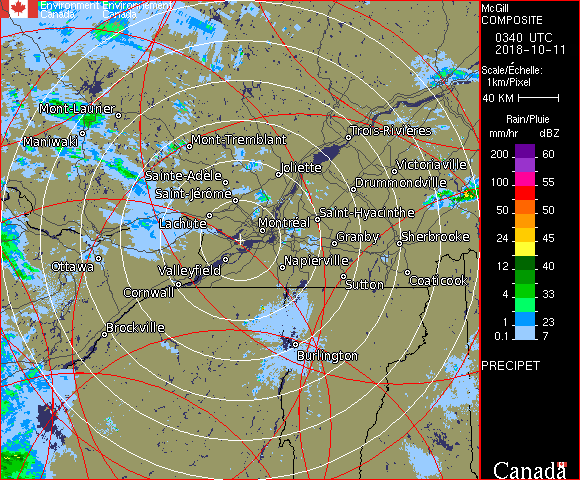 Environment Environnement
Canada Canada
McGill
COMPOSITE
0340 UTC
2018-10-11
Scale/Échelle:
1km/Pixel
40 KM
Rain/Pluie
mm/hr dBZ
200 60
100 55
50 50
24 45
12 40
4 33
1 23
0.1 7
PRECIPET
Canada
Mont-Laurier
Maniwaki
Mont-Tremblant
Trois-Rivières
Sainte-Adèle
Joliette
Victoriaville
Saint-Jérôme
Drummondville
Lachute
Montréal
Saint-Hyacinthe
Granby
Sherbrooke
Ottawa
Valleyfield
Napierville
Cornwall
Sutton
Coaticook
Brockville
Burlington